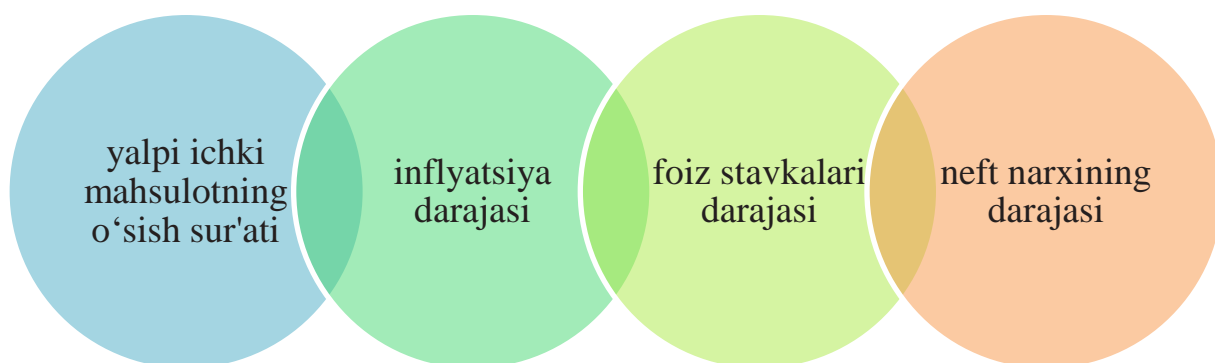 yalpi ichki
mahsulotning
o‘sish sur'ati
inflyatsiya
darajasi
foiz stavkalari
darajasi
neft narxining
darajasi